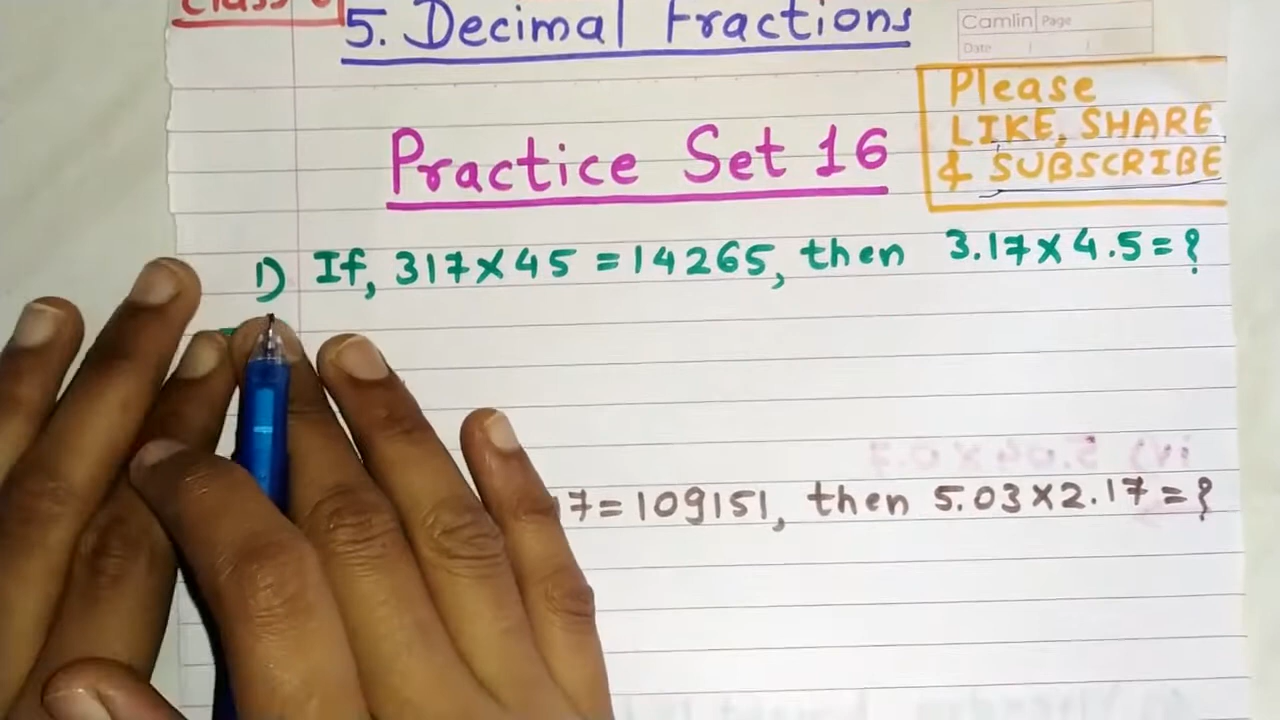 5. Decimal Fractions
Camlin Page
Date
Please
LIKE, SHARE
& SUBSCRIBE
Practice Set 16
1) If, 317×45 =14265, then 3.17×4.5=?
7=109151, then 5.03×2.17=?